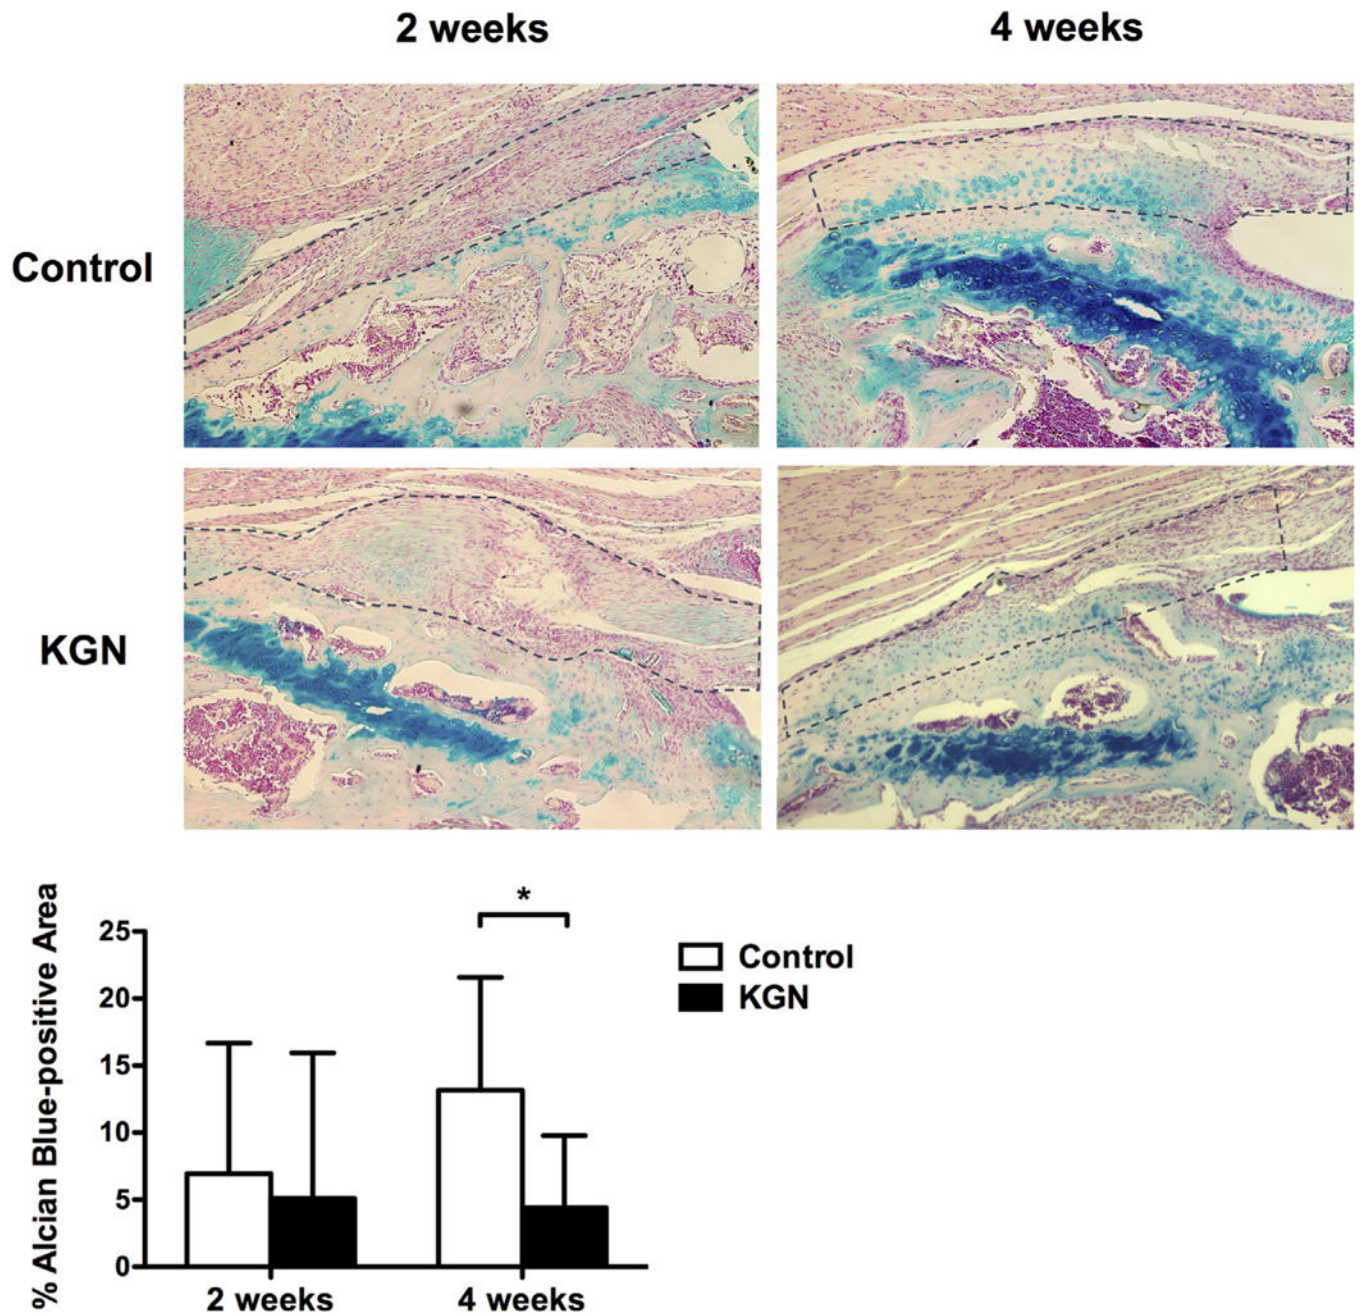 2 weeks
4 weeks
Control
KGN
% Alcian Blue-positive Area
25
20
15
10
5
0
*
Control
KGN
2 weeks
4 weeks